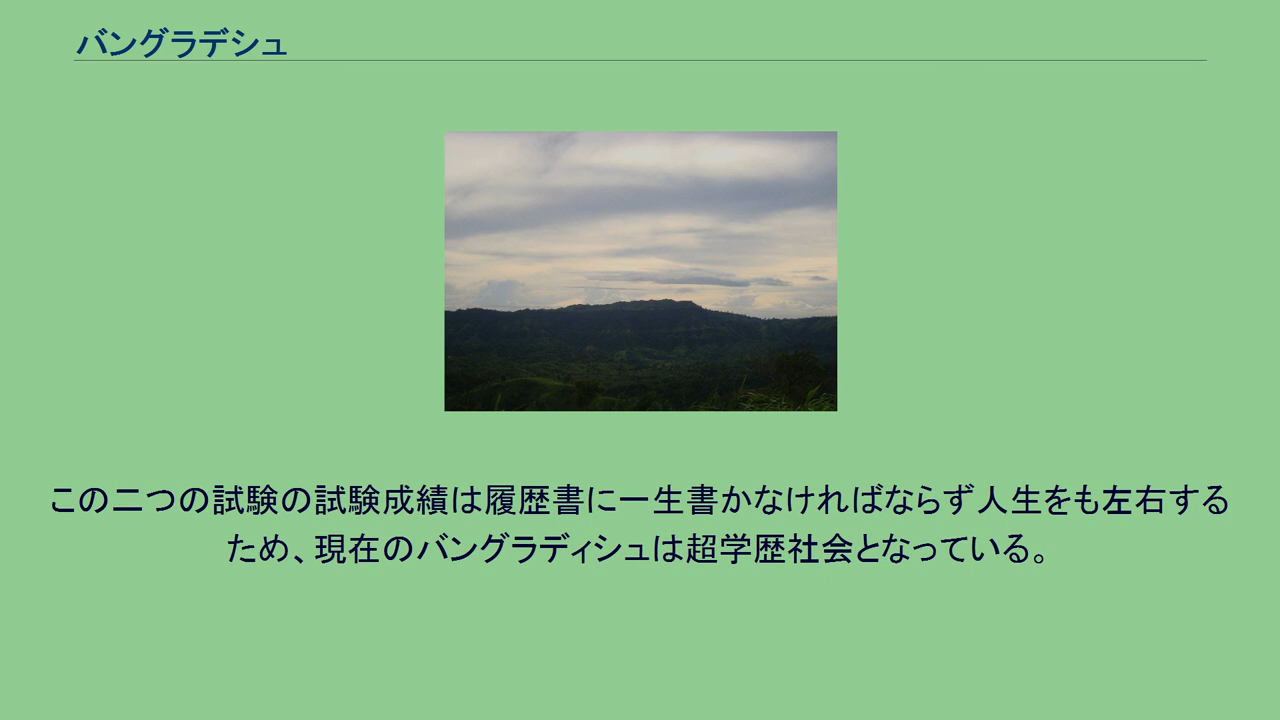 バングラデシュ
この二つの試験の試験成績は履歴書に一生書かなければならず人生をも左右する
ため、現在のバングラディシュは超学歴社会となっている。